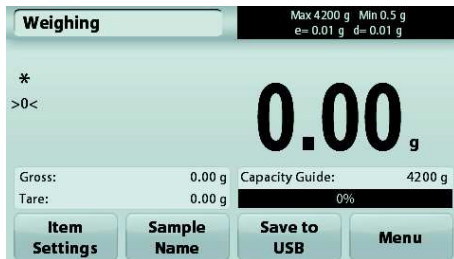 Weighing
Max 4200 g Min 0.5 g
e= 0.01 g d= 0.01 g
*
>0<
0.00 g
Gross: 0.00 g
Tare: 0.00 g
Capacity Guide: 4200 g
0%
Item Settings
Sample Name
Save to USB
Menu